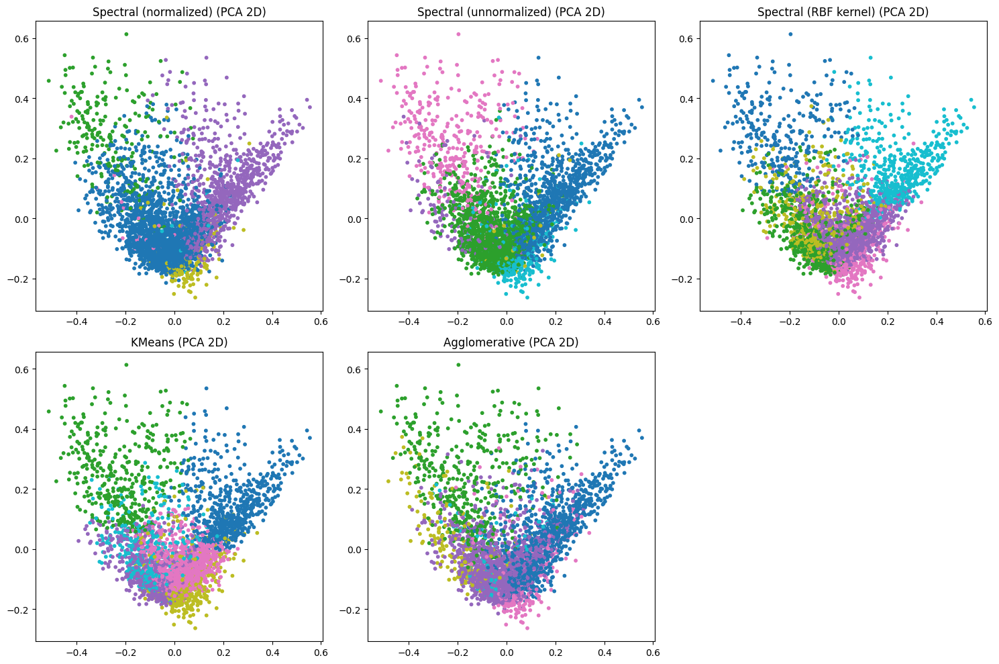 Spectral (normalized) (PCA 2D)
0.6
0.4
0.2
0.0
−0.2
−0.4 −0.2 0.0 0.2 0.4 0.6
Spectral (unnormalized) (PCA 2D)
0.6
0.4
0.2
0.0
−0.2
−0.4 −0.2 0.0 0.2 0.4 0.6
Spectral (RBF kernel) (PCA 2D)
0.6
0.4
0.2
0.0
−0.2
−0.4 −0.2 0.0 0.2 0.4 0.6
KMeans (PCA 2D)
0.6
0.4
0.2
0.0
−0.2
−0.4 −0.2 0.0 0.2 0.4 0.6
Agglomerative (PCA 2D)
0.6
0.4
0.2
0.0
−0.2
−0.4 −0.2 0.0 0.2 0.4 0.6